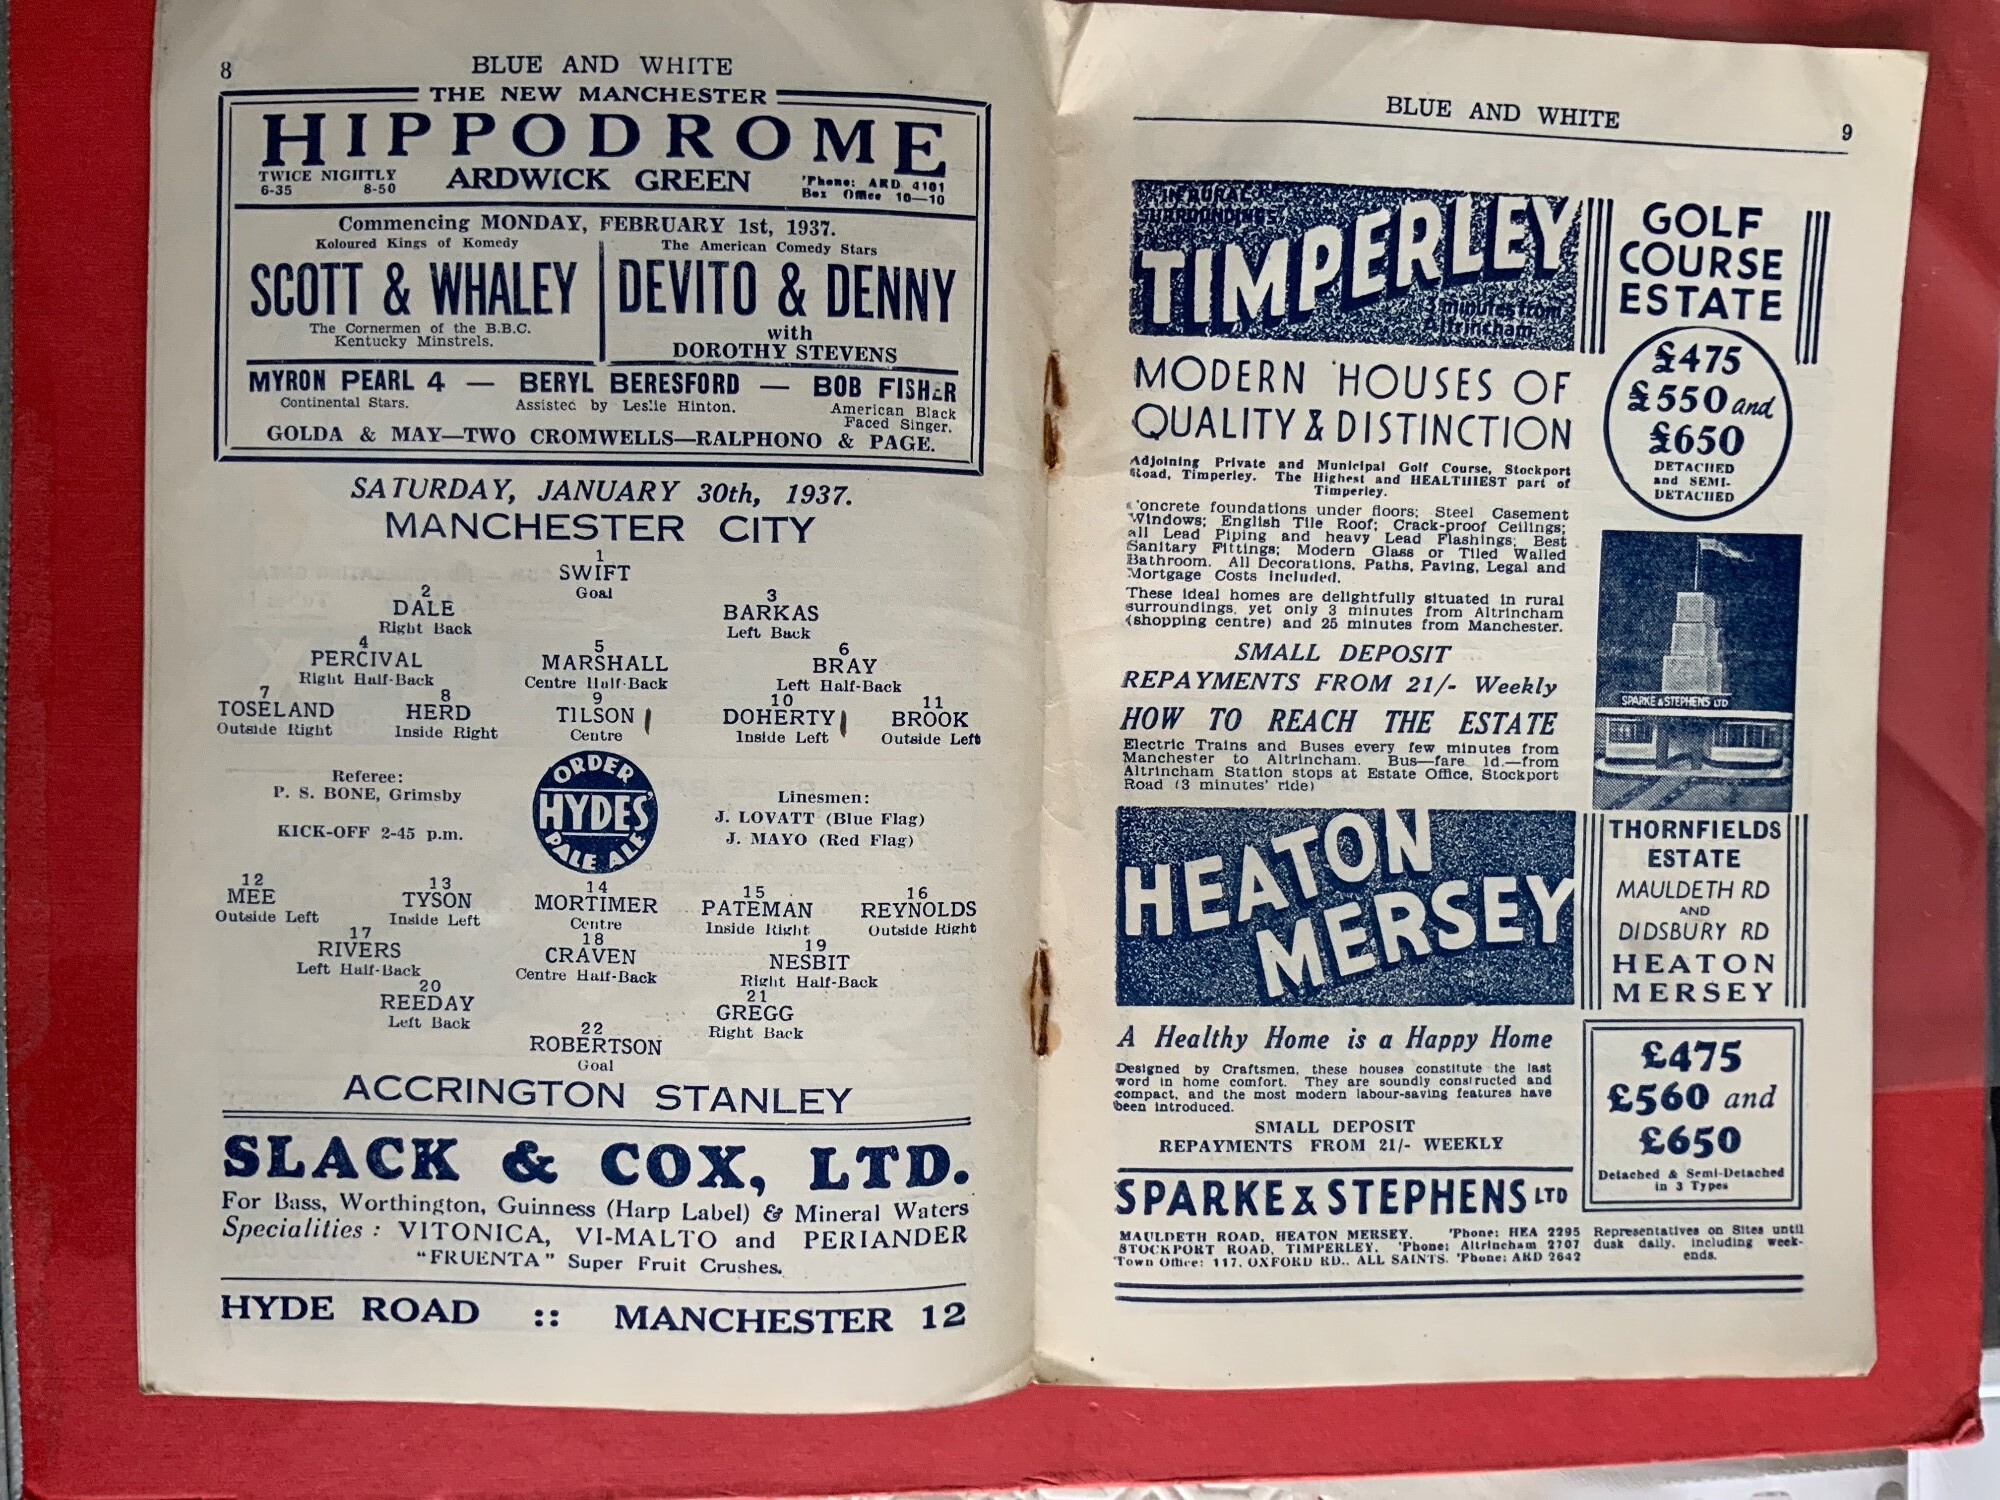 8
BLUE AND WHITE
THE NEW MANCHESTER
HIPPODROME
TWICE NIGHTLY
6-35 8-50
ARDWICK GREEN
'Phone: ARD 4101
Box Office 10—10
Commencing MONDAY, FEBRUARY 1st, 1937.
Koloured Kings of Komedy
SCOTT & WHALEY
The Cornermen of the B.B.C.
Kentucky Minstrels.
The American Comedy Stars
DEVITO & DENNY
with
DOROTHY STEVENS
MYRON PEARL 4 — BERYL BERESFORD — BOB FISHER
Continental Stars. Assisted by Leslie Hinton. American Black
Faced Singer.
GOLDA & MAY—TWO CROMWELLS—RALPHONO & PAGE.
SATURDAY, JANUARY 30th, 1937.
MANCHESTER CITY
1
SWIFT
Goal
2 3
DALE BARKAS
Right Back Left Back
4 5 6
PERCIVAL MARSHALL BRAY
Right Half-Back Centre Half-Back Left Half-Back
7 8 9 10 11
TOSELAND HERD TILSON DOHERTY BROOK
Outside Right Inside Right Centre Inside Left Outside Left
Referee:
P. S. BONE, Grimsby
KICK-OFF 2-45 p.m.
ORDER
HYDES'
PALE ALE
Linesmen:
J. LOVATT (Blue Flag)
J. MAYO (Red Flag)
12 13 14 15 16
MEE TYSON MORTIMER PATEMAN REYNOLDS
Outside Left Inside Left Centre Inside Right Outside Right
17 18 19
RIVERS CRAVEN NESBIT
Left Half-Back Centre Half-Back Right Half-Back
20 21
REEDAY GREGG
Left Back Right Back
22
ROBERTSON
Goal
ACCRINGTON STANLEY
SLACK & COX, LTD.
For Bass, Worthington, Guinness (Harp Label) & Mineral Waters
Specialities : VITONICA, VI-MALTO and PERIANDER
"FRUENTA" Super Fruit Crushes.
HYDE ROAD :: MANCHESTER 12
BLUE AND WHITE
9
IN RURAL
SURROUNDINGS
TIMPERLEY
3 minutes from
Altrincham
GOLF
COURSE
ESTATE
£475
£550 and
£650
DETACHED
and SEMI-
DETACHED
MODERN HOUSES OF
QUALITY & DISTINCTION
Adjoining Private and Municipal Golf Course, Stockport
Road, Timperley. The Highest and HEALTHIEST part of
Timperley.
Concrete foundations under floors; Steel Casement
Windows; English Tile Roof; Crack-proof Ceilings;
all Lead Piping and heavy Lead Flashings; Best
Sanitary Fittings; Modern Glass or Tiled Walled
Bathroom. All Decorations, Paths, Paving, Legal and
Mortgage Costs included.
These ideal homes are delightfully situated in rural
surroundings, yet only 3 minutes from Altrincham
(shopping centre) and 25 minutes from Manchester.
SMALL DEPOSIT
REPAYMENTS FROM 21/- Weekly
HOW TO REACH THE ESTATE
Electric Trains and Buses every few minutes from
Manchester to Altrincham. Bus—fare 1d.—from
Altrincham Station stops at Estate Office, Stockport
Road (3 minutes' ride)
SPARKE & STEPHENS LTD
HEATON
MERSEY
THORNFIELDS
ESTATE
MAULDETH RD
AND
DIDSBURY RD
HEATON
MERSEY
A Healthy Home is a Happy Home
Designed by Craftsmen, these houses constitute the last
word in home comfort. They are soundly constructed and
compact, and the most modern labour-saving features have
been introduced.
SMALL DEPOSIT
REPAYMENTS FROM 21/- WEEKLY
£475
£560 and
£650
Detached & Semi-Detached
in 3 Types
SPARKE & STEPHENS LTD
MAULDETH ROAD, HEATON MERSEY. 'Phone: HEA 2295
STOCKPORT ROAD, TIMPERLEY. 'Phone: Altrincham 2707
Town Office: 117, OXFORD RD., ALL SAINTS. 'Phone: ARD 2642
Representatives on Sites until
dusk daily, including week-
ends.